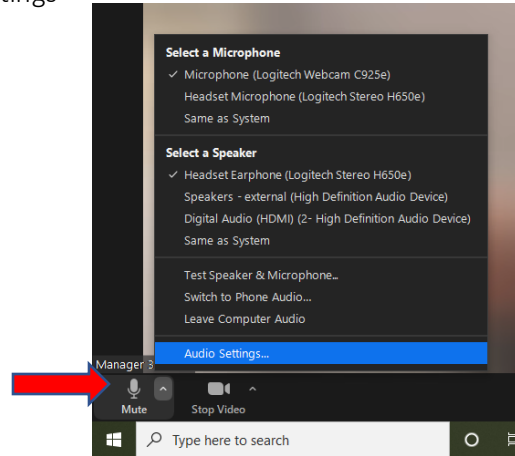 Select a Microphone
✓ Microphone (Logitech Webcam C925e)
Headset Microphone (Logitech Stereo H650e)
Same as System
Select a Speaker
✓ Headset Earphone (Logitech Stereo H650e)
Speakers - external (High Definition Audio Device)
Digital Audio (HDMI) (2- High Definition Audio Device)
Same as System
Test Speaker & Microphone...
Switch to Phone Audio...
Leave Computer Audio
Audio Settings...
Manager
Mute
Stop Video
Type here to search